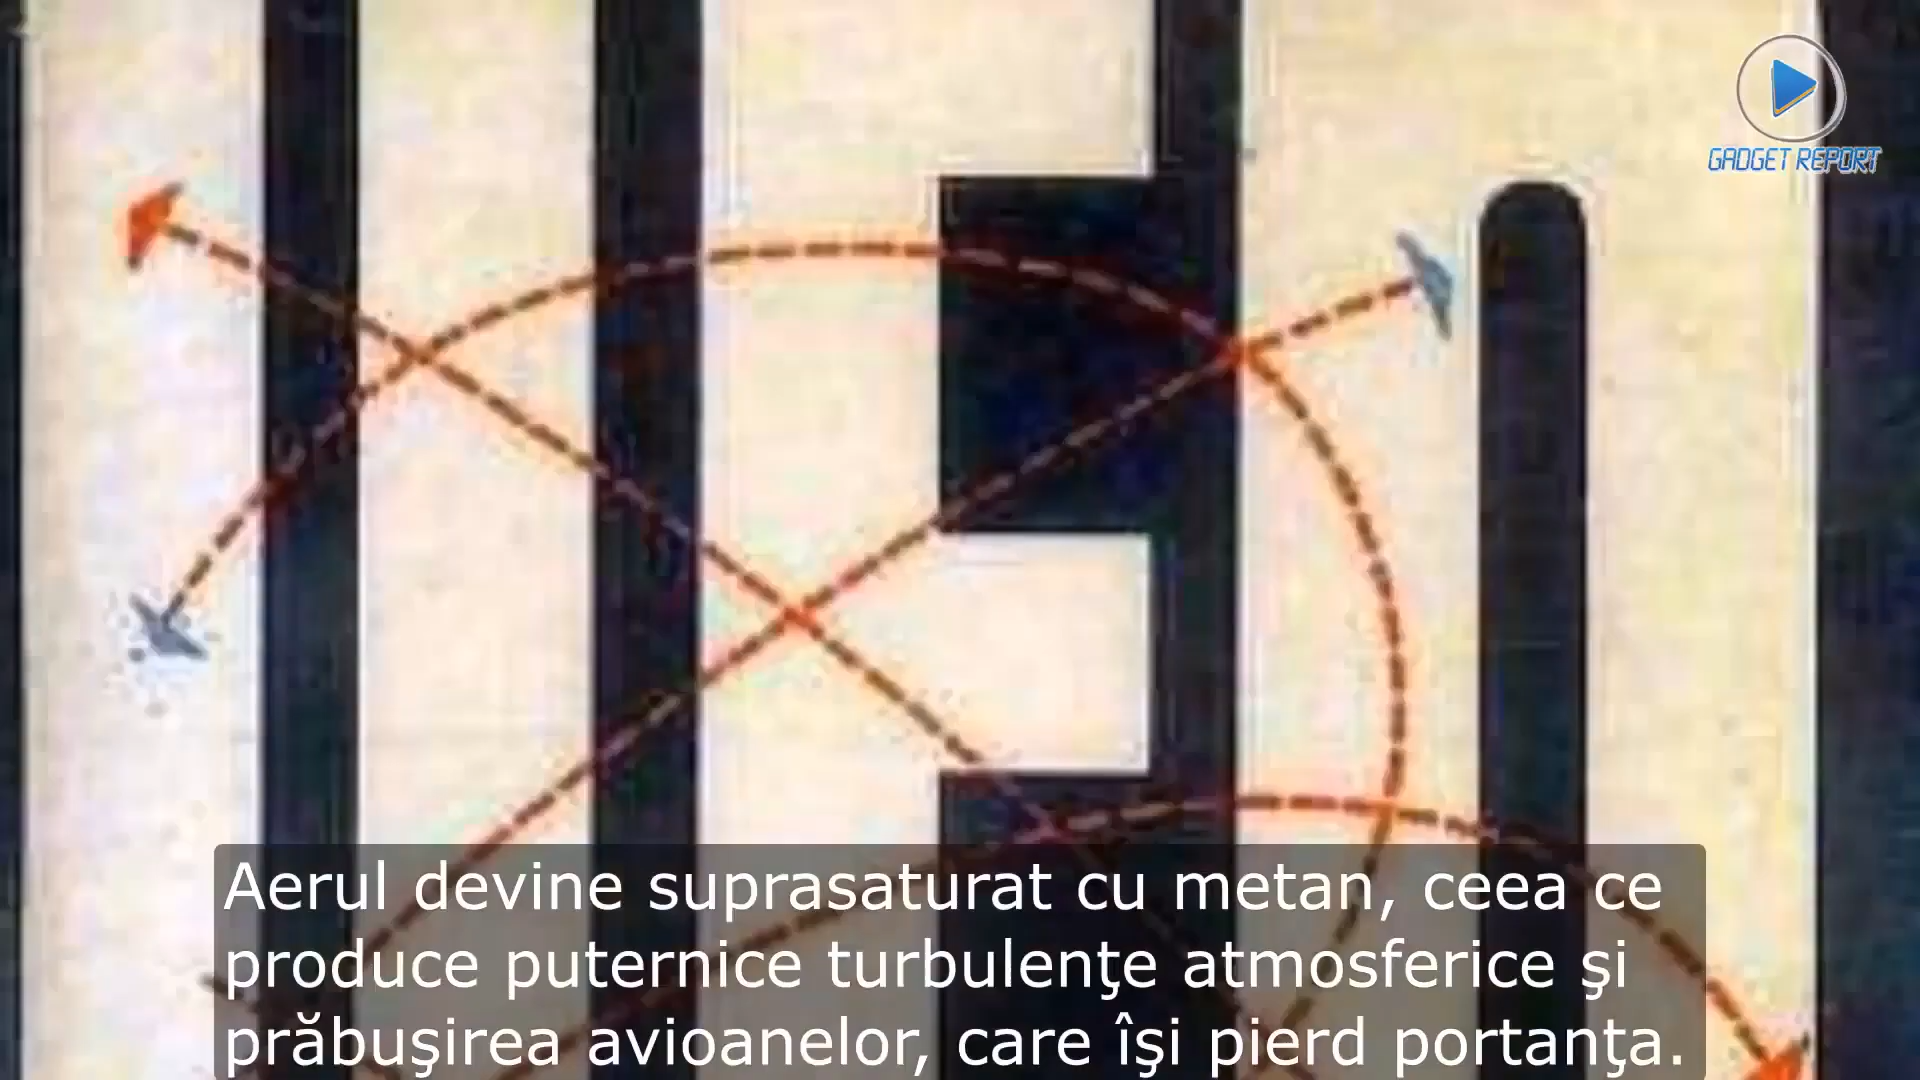 GADGET REPORT
Aerul devine suprasaturat cu metan, ceea ce
produce puternice turbulenţe atmosferice şi
prăbuşirea avioanelor, care îşi pierd portanţa.